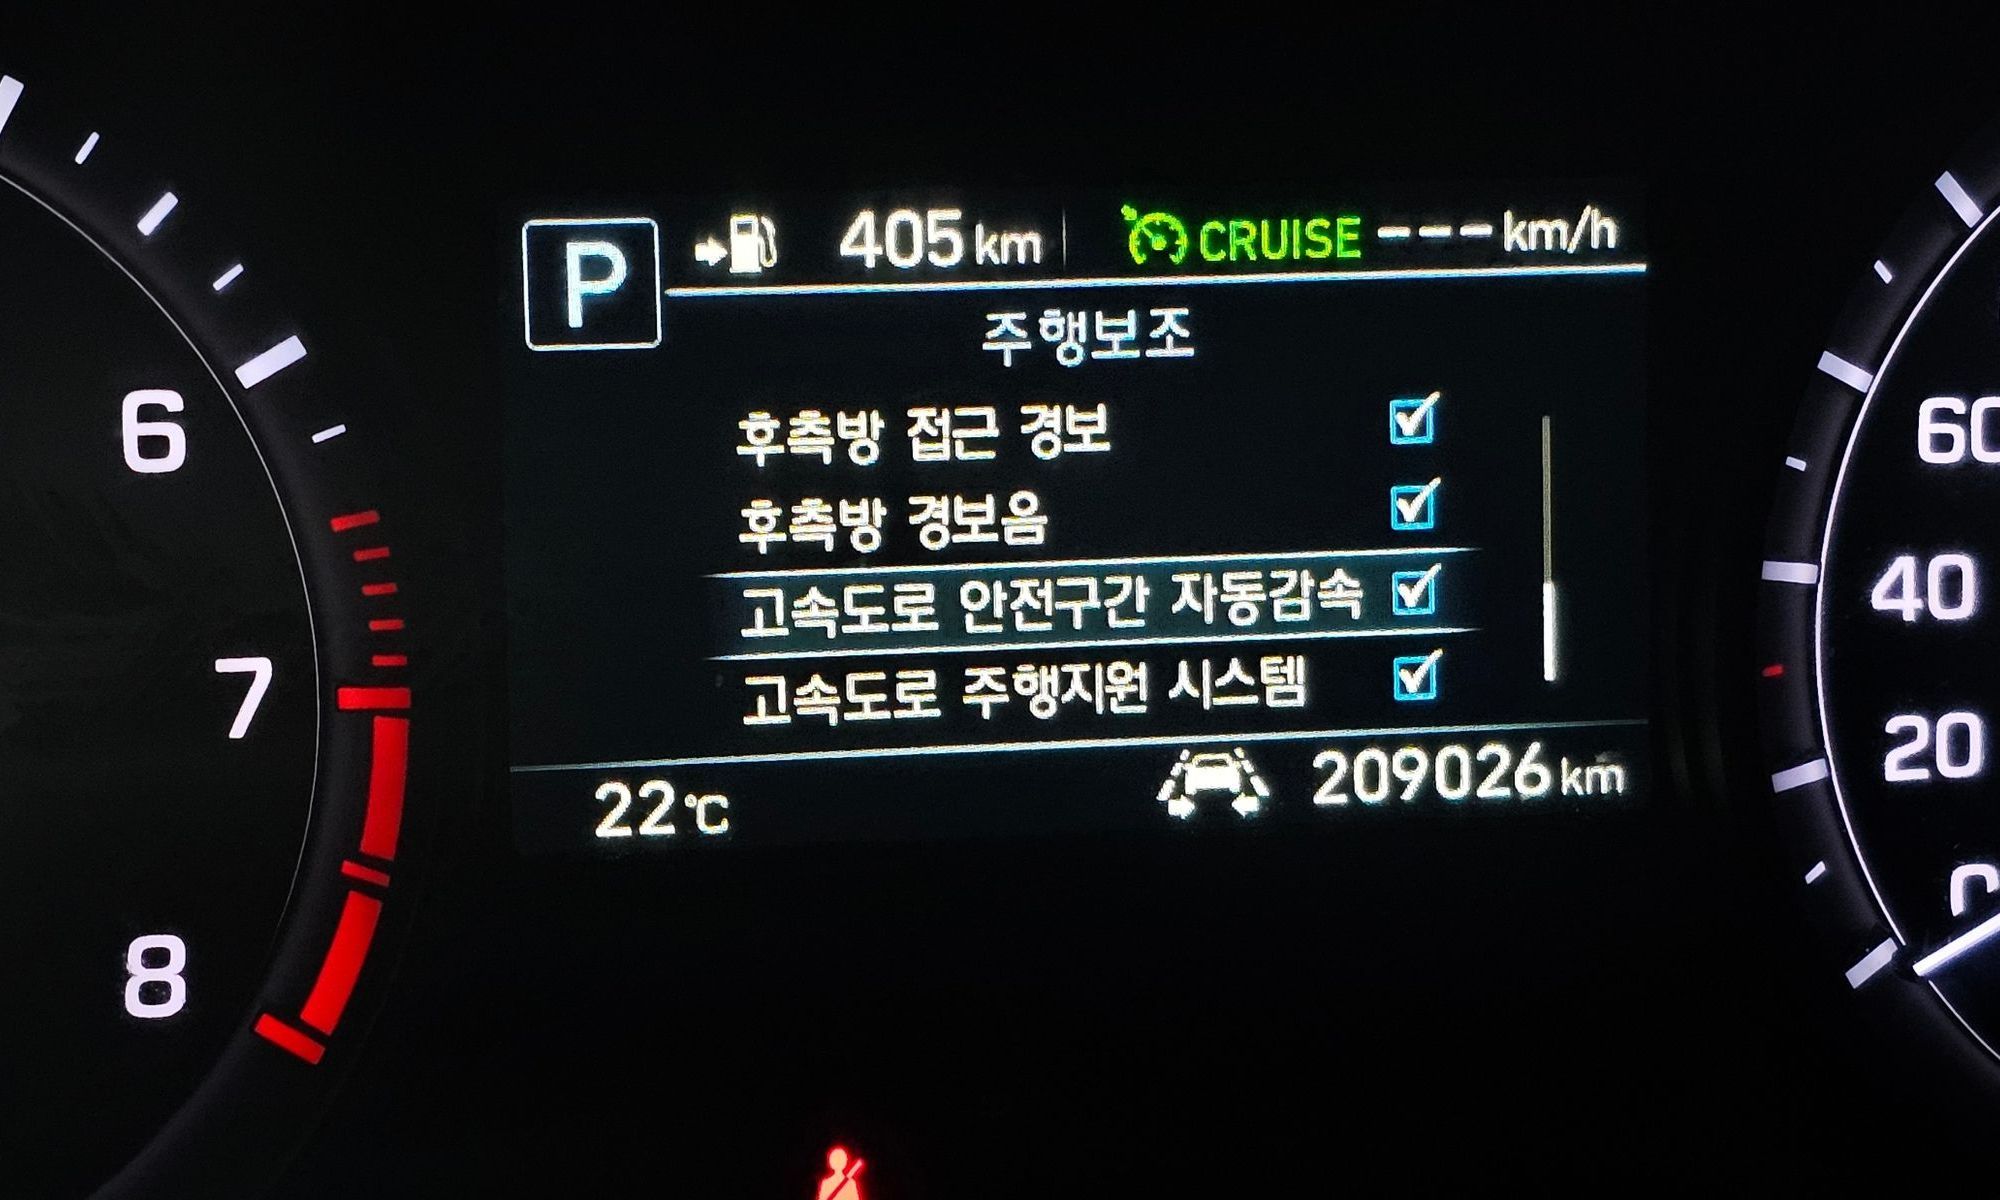 P 405 km CRUISE --- km/h
주행보조
후측방 접근 경보
후측방 경보음
고속도로 안전구간 자동감속
고속도로 주행지원 시스템
22°C 209026 km
6
7
8
60
40
20
0